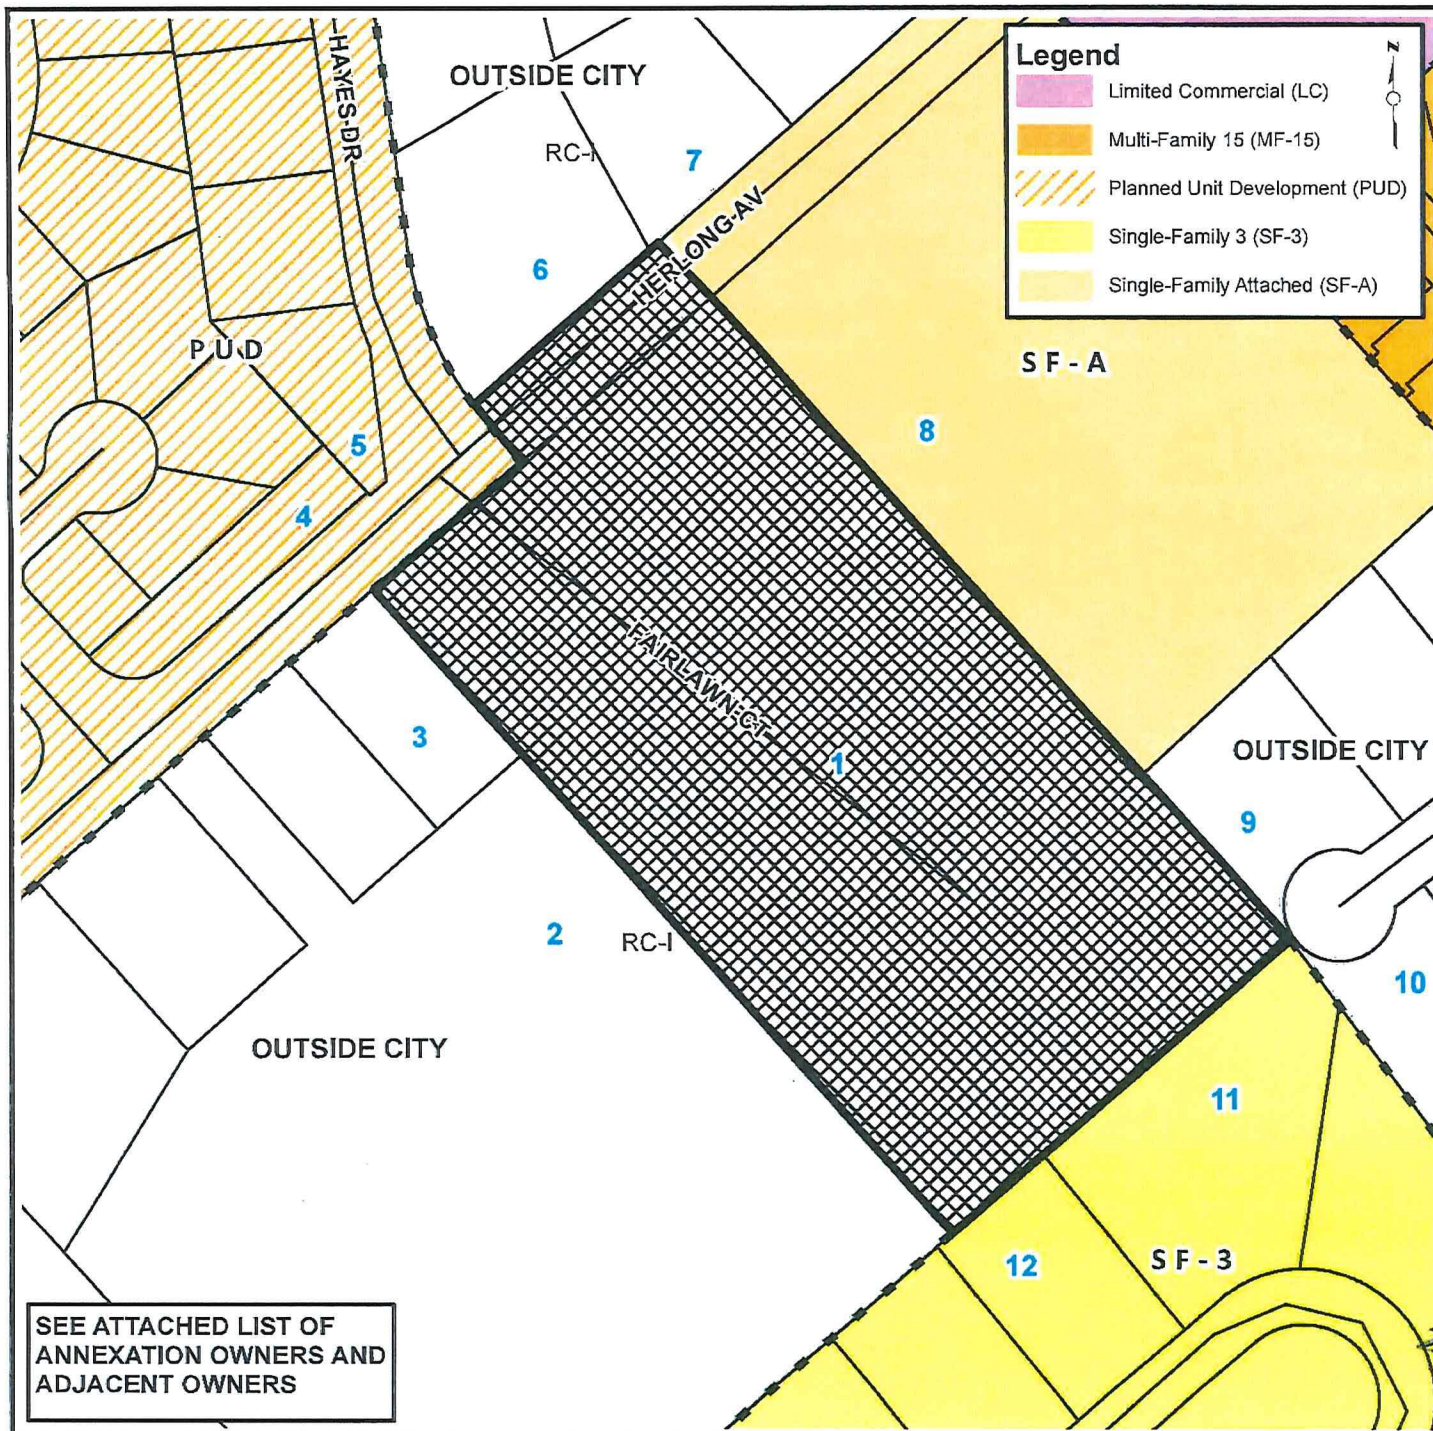 Legend
N
Limited Commercial (LC)
Multi-Family 15 (MF-15)
Planned Unit Development (PUD)
Single-Family 3 (SF-3)
Single-Family Attached (SF-A)
HAYES DR
OUTSIDE CITY
RC-I
7
HERLONG AV
6
PUD
SF-A
5
8
4
FAIRLAWN CT
3
1
OUTSIDE CITY
9
2
RC-I
10
OUTSIDE CITY
11
12
SF-3
SEE ATTACHED LIST OF
ANNEXATION OWNERS AND
ADJACENT OWNERS